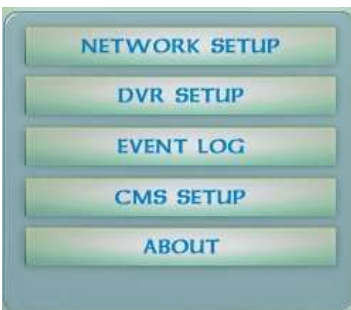 NETWORK SETUP
DVR SETUP
EVENT LOG
CMS SETUP
ABOUT